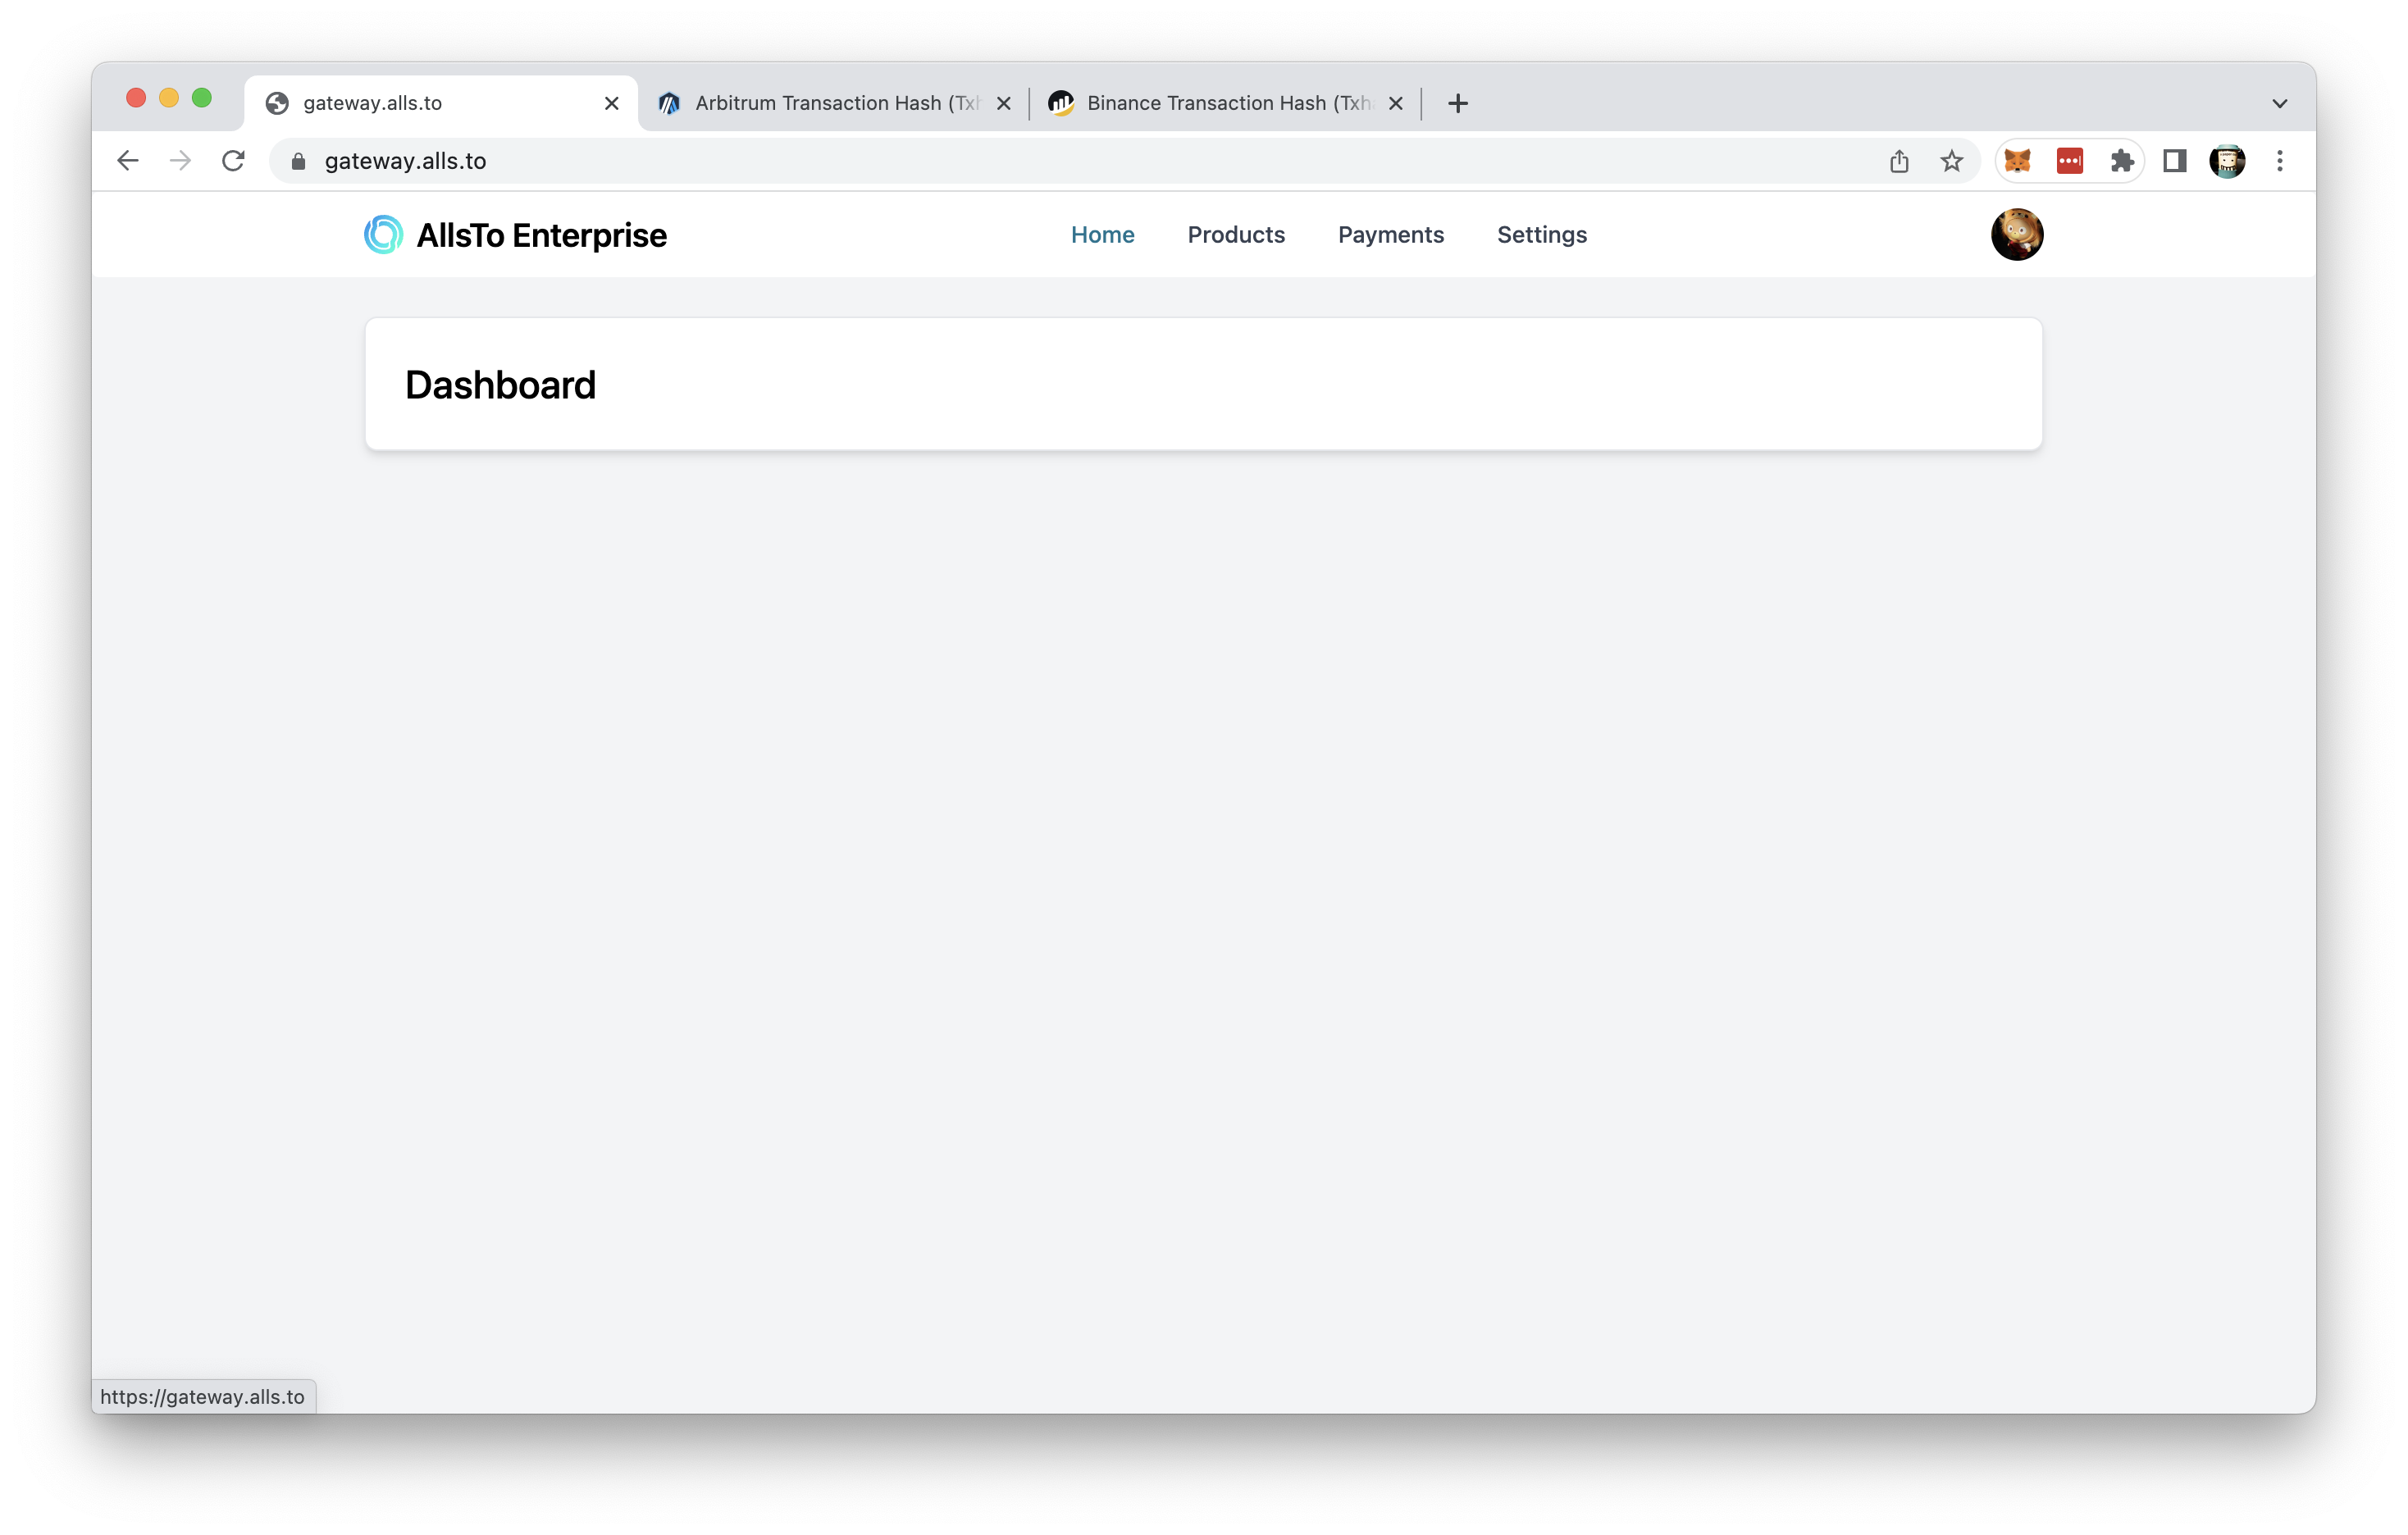 gateway.alls.to
Arbitrum Transaction Hash (Txh
Binance Transaction Hash (Txha
gateway.alls.to
AllsTo Enterprise
Home
Products
Payments
Settings
Dashboard
https://gateway.alls.to